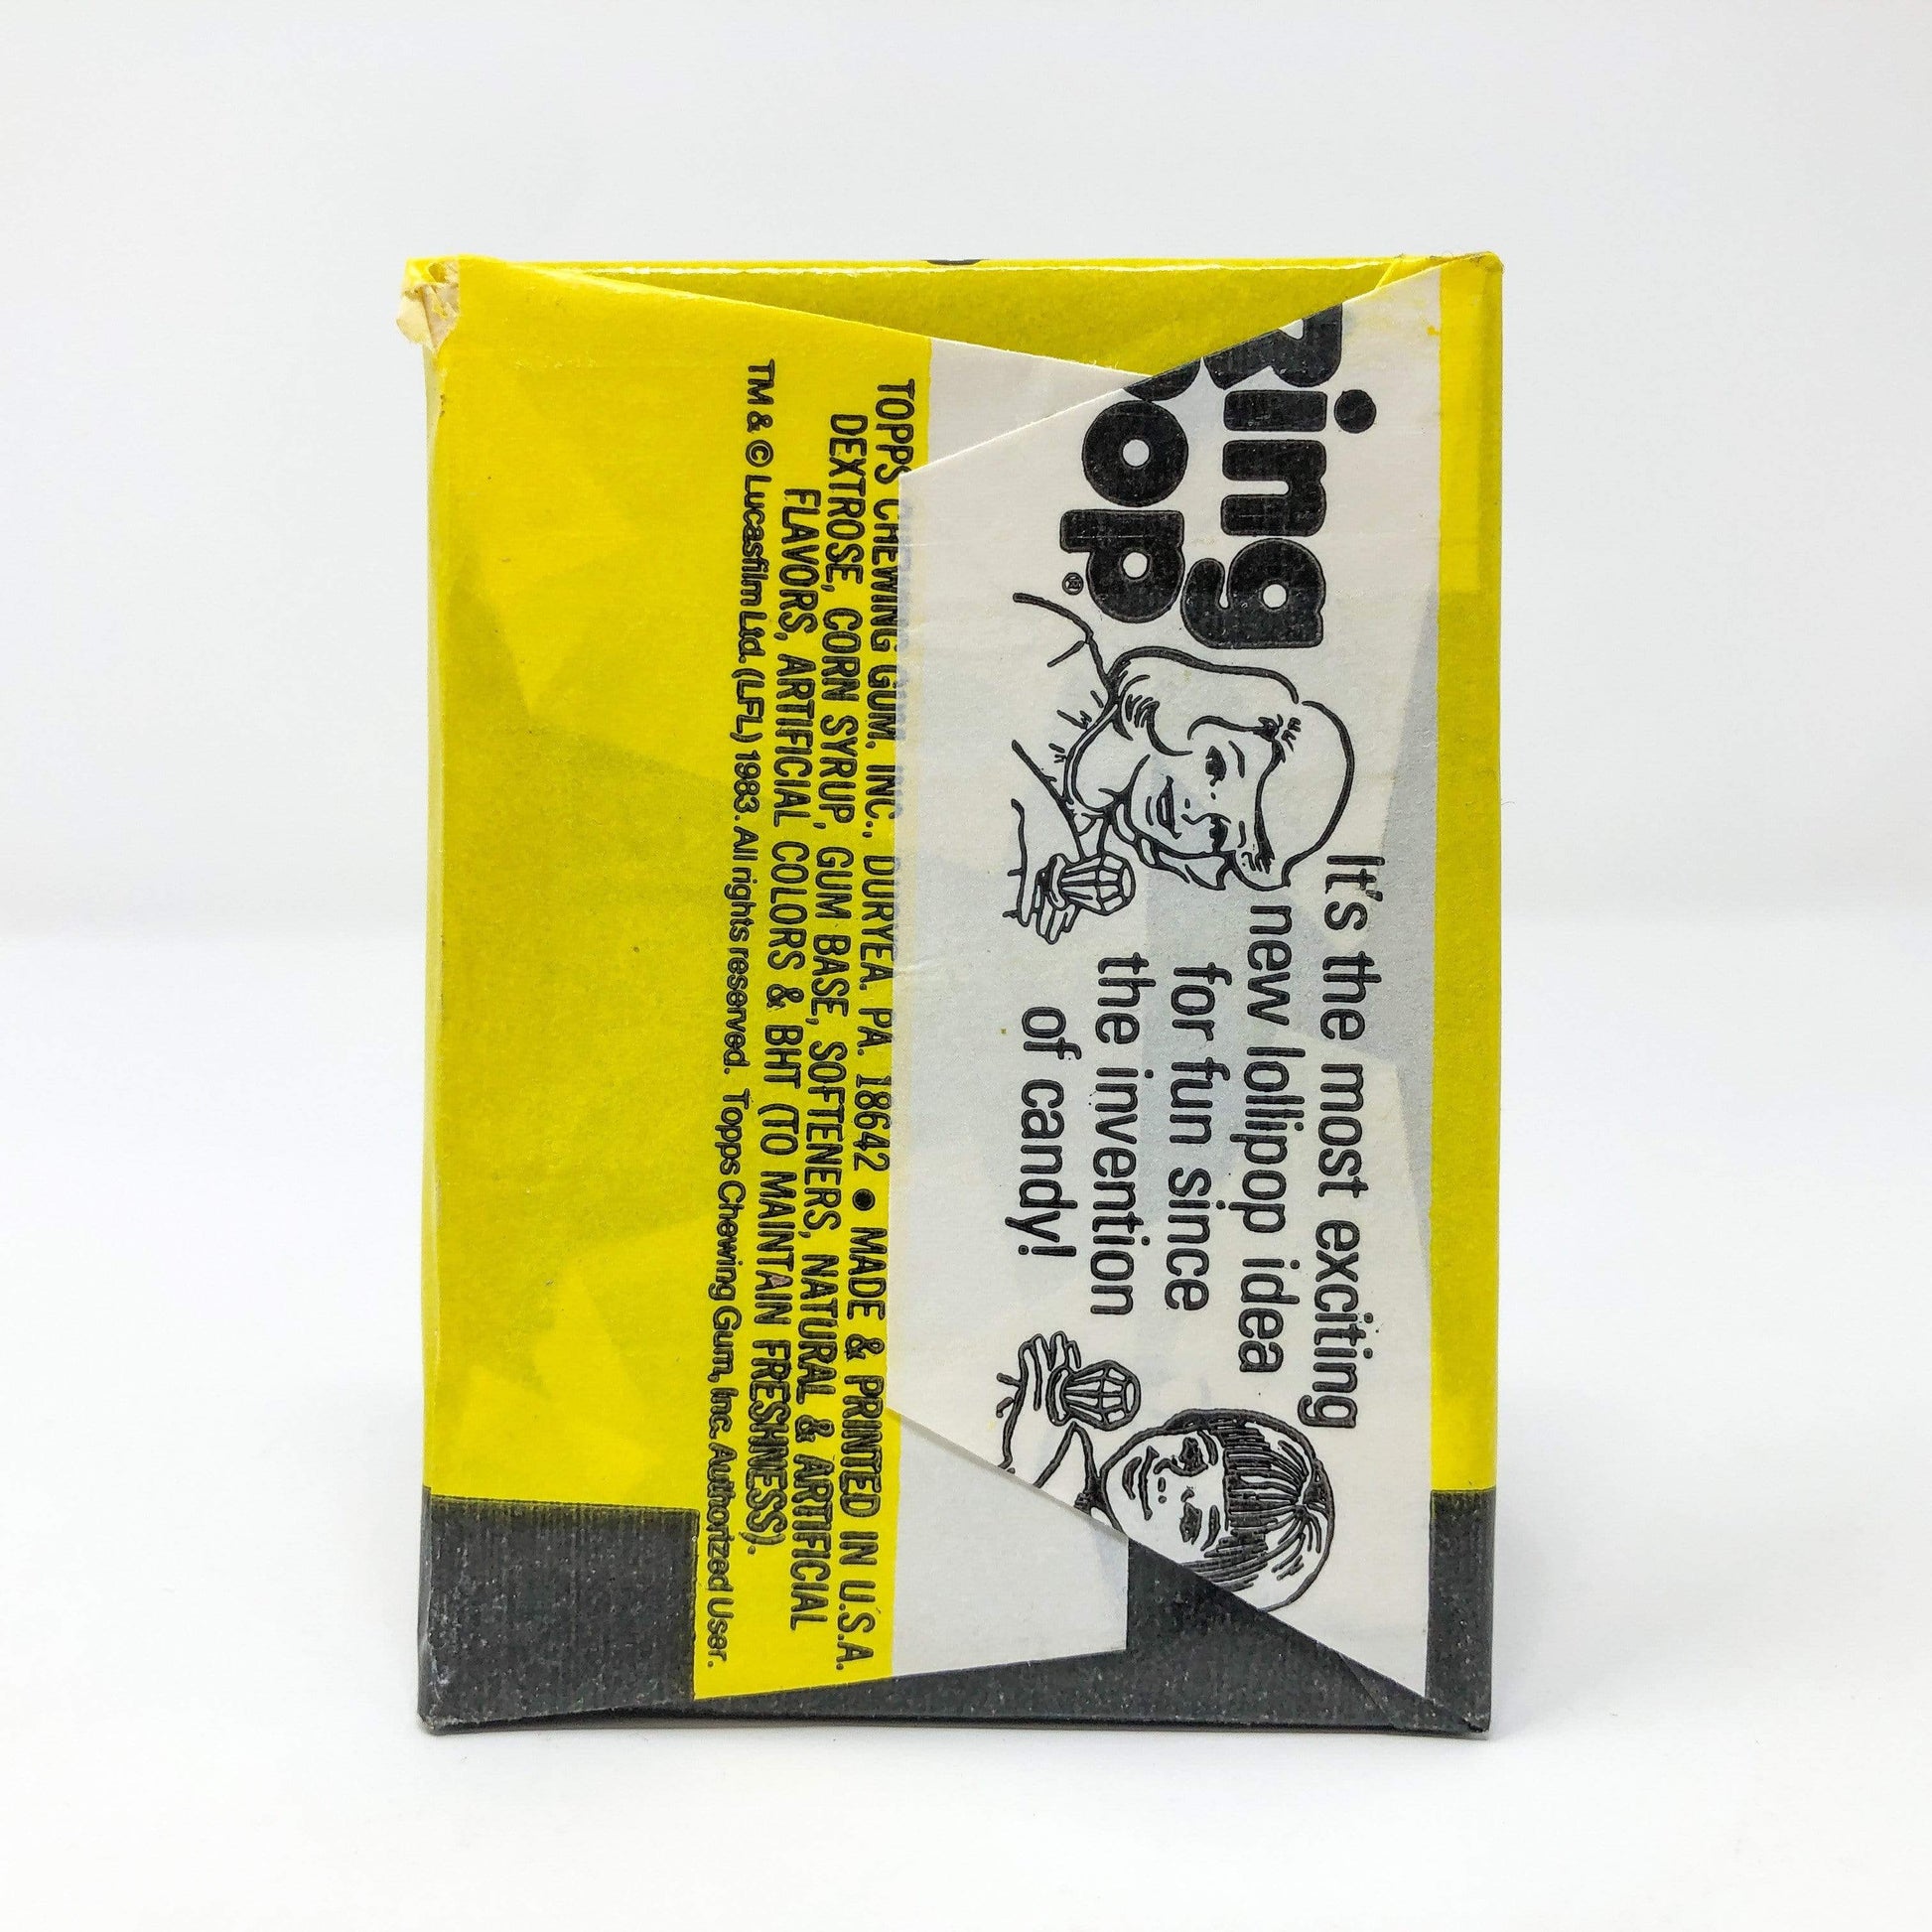 Ring
Pop®
It's the most exciting
new lollipop idea
for fun since
the invention
of candy!
TOPPS CHEWING GUM, INC., DURYEA, PA. 18642 • MADE & PRINTED IN U.S.A.
DEXTROSE, CORN SYRUP, GUM BASE, SOFTENERS, NATURAL & ARTIFICIAL
FLAVORS, ARTIFICIAL COLORS & BHT (TO MAINTAIN FRESHNESS).
TM & © Lucasfilm Ltd. (LFL) 1983. All rights reserved. Topps Chewing Gum, Inc. Authorized User.